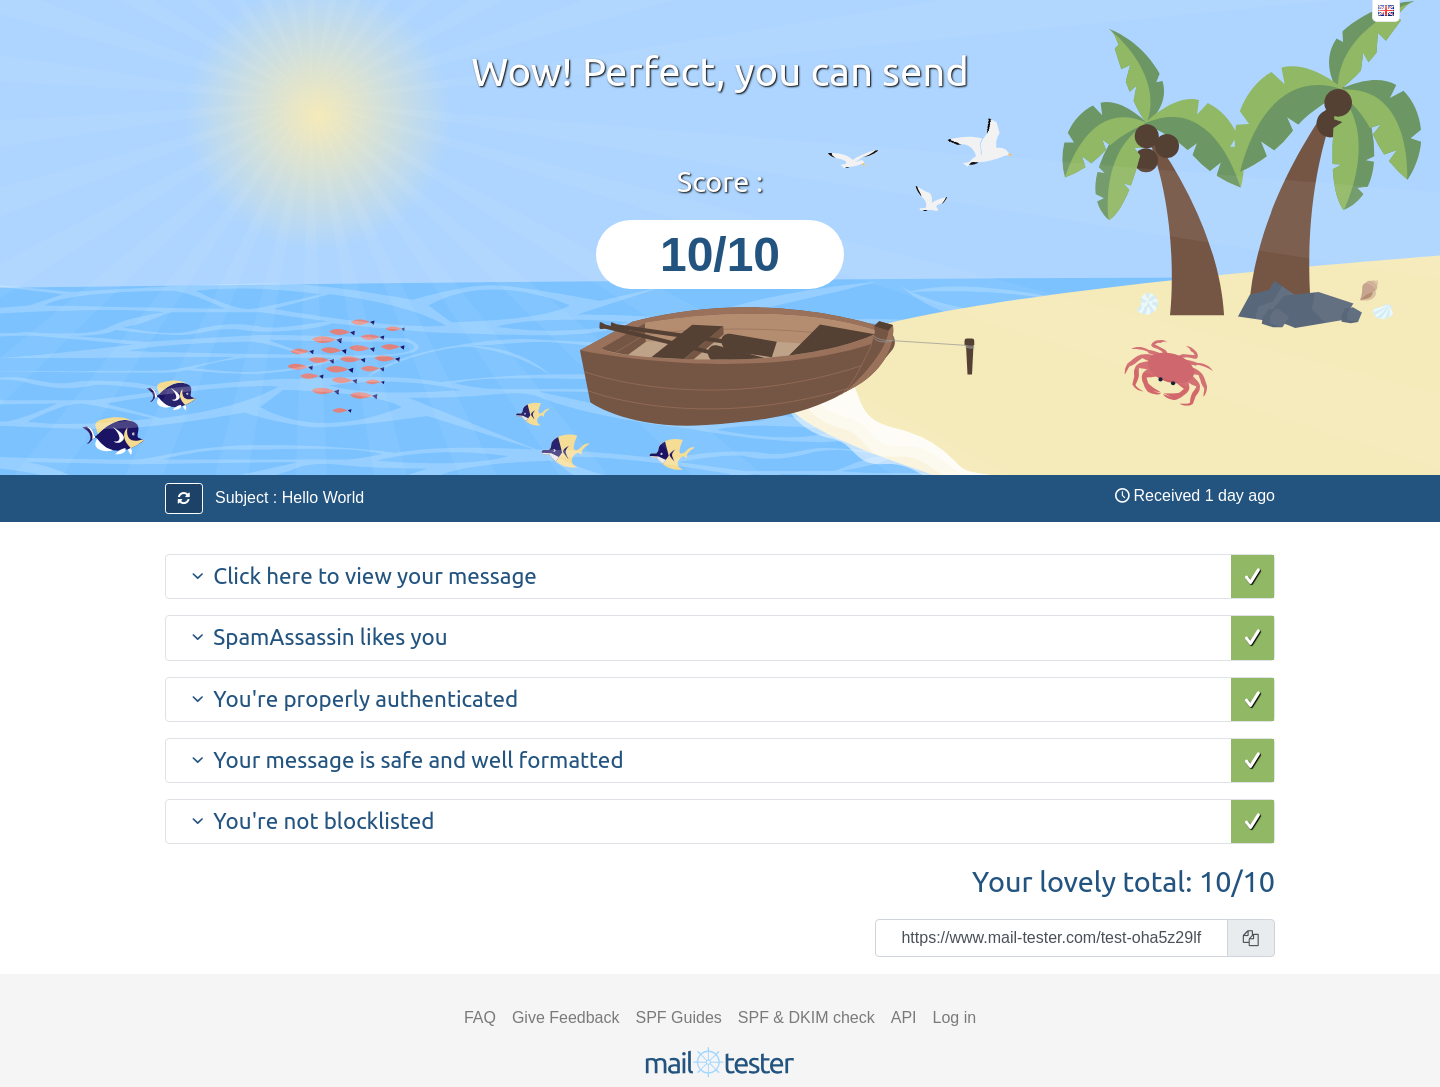 Wow! Perfect, you can send
Score :
10/10
Subject : Hello World
Received 1 day ago
Click here to view your message
SpamAssassin likes you
You're properly authenticated
Your message is safe and well formatted
You're not blocklisted
Your lovely total: 10/10
https://www.mail-tester.com/test-oha5z29lf
FAQ Give Feedback SPF Guides SPF & DKIM check API Log in
mail tester